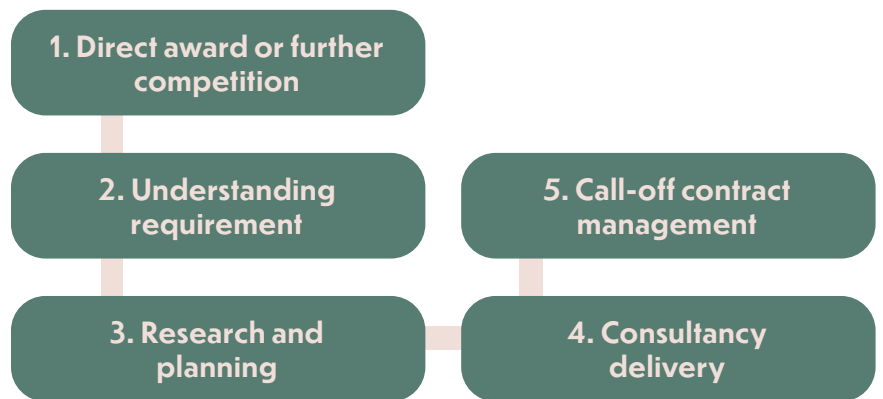 1. Direct award or further
competition
2. Understanding
requirement
3. Research and
planning
4. Consultancy
delivery
5. Call-off contract
management